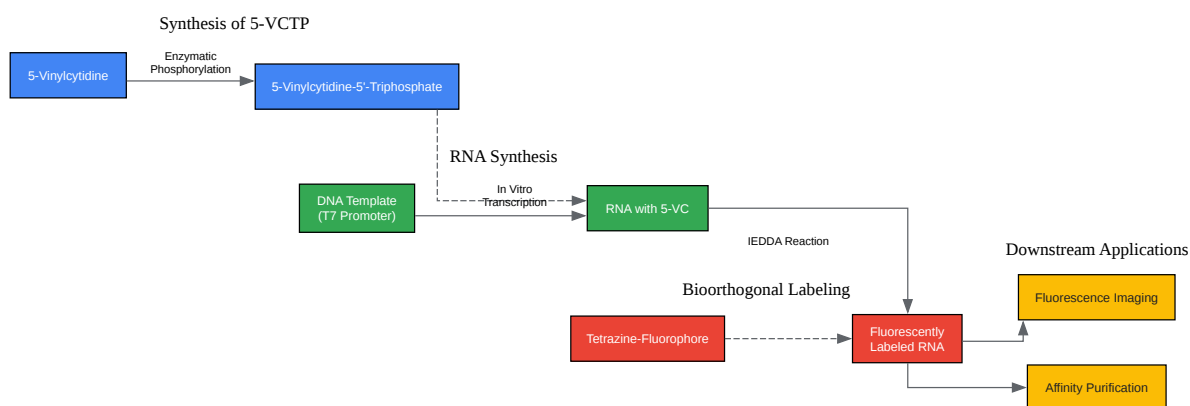 Synthesis of 5-VCTP
5-Vinylcytidine
Enzymatic
Phosphorylation
5-Vinylcytidine-5'-Triphosphate
RNA Synthesis
DNA Template
(T7 Promoter)
In Vitro
Transcription
RNA with 5-VC
IEDDA Reaction
Downstream Applications
Fluorescence Imaging
Bioorthogonal Labeling
Tetrazine-Fluorophore
Fluorescently
Labeled RNA
Affinity Purification